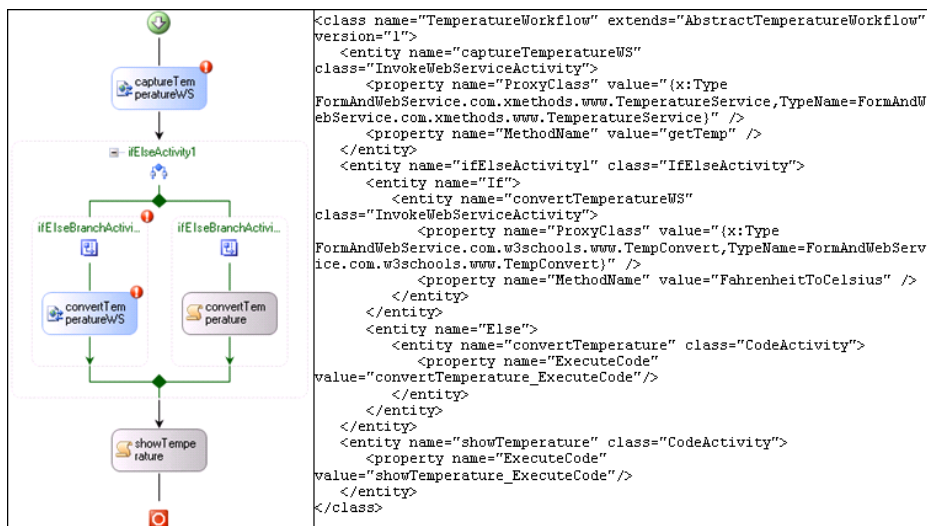 captureTem
peratureWS
ifElseActivity1
ifElseBranchActivi...
ifElseBranchActivi...
convertTem
peratureWS
convertTem
perature
showTempe
rature
<class name="TemperatureWorkflow" extends="AbstractTemperatureWorkflow"
version="1">
<entity name="captureTemperatureWS"
class="InvokeWebServiceActivity">
<property name="ProxyClass" value="{x:Type
FormAndWebService.com.xmethods.www.TemperatureService,TypeName=FormAndW
ebService.com.xmethods.www.TemperatureService}" />
<property name="MethodName" value="getTemp" />
</entity>
<entity name="ifElseActivity1" class="IfElseActivity">
<entity name="If">
<entity name="convertTemperatureWS"
class="InvokeWebServiceActivity">
<property name="ProxyClass" value="{x:Type
FormAndWebService.com.w3schools.www.TempConvert,TypeName=FormAndWebServ
ice.com.w3schools.www.TempConvert}" />
<property name="MethodName" value="FahrenheitToCelsius" />
</entity>
</entity>
<entity name="Else">
<entity name="convertTemperature" class="CodeActivity">
<property name="ExecuteCode"
value="convertTemperature_ExecuteCode"/>
</entity>
</entity>
</entity>
<entity name="showTemperature" class="CodeActivity">
<property name="ExecuteCode"
value="showTemperature_ExecuteCode"/>
</entity>
</class>